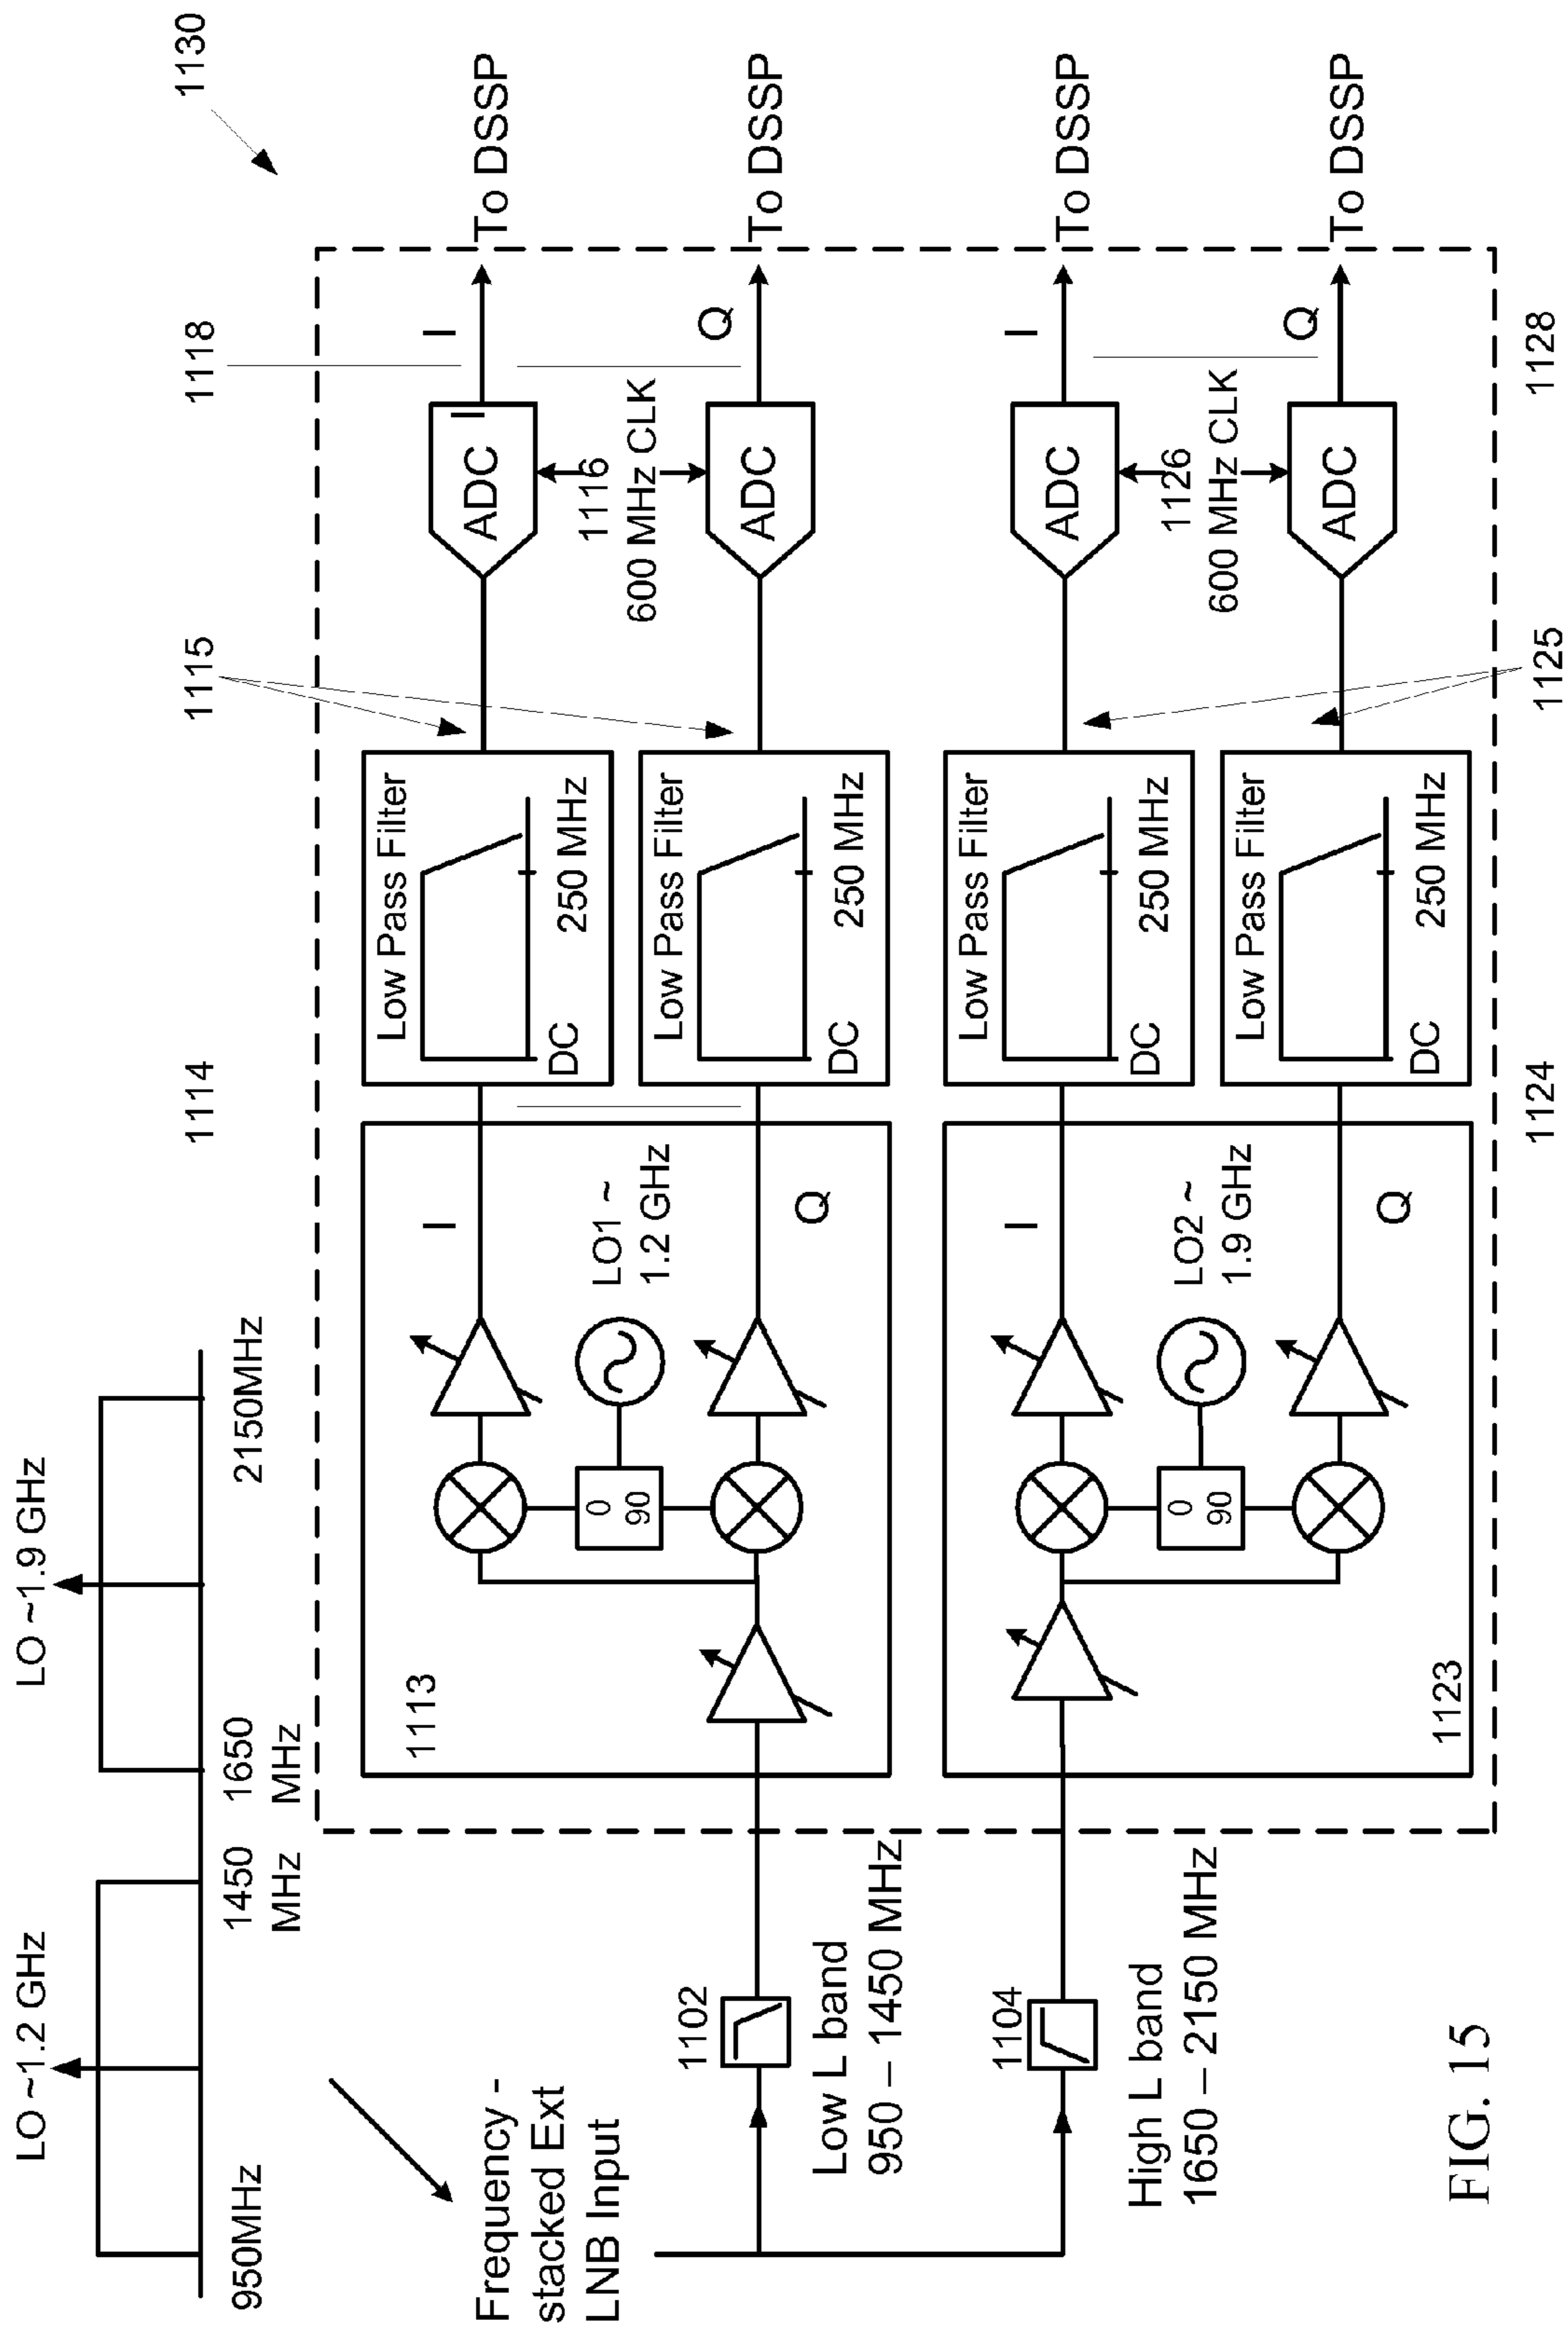 LO ~1.2 GHz
LO ~1.9 GHz
950MHz
1450
MHz
1650
MHz
2150MHz
1130
Frequency -
stacked Ext
LNB Input
1102
Low L band
950 – 1450 MHz
1104
High L band
1650 – 2150 MHz
1114
1115
1118
1113
0
90
LO1 ~
1.2 GHz
I
Q
Low Pass Filter
DC
250 MHz
Low Pass Filter
DC
250 MHz
ADC
I
1116
600 MHz CLK
ADC
I
Q
To DSSP
To DSSP
1123
0
90
LO2 ~
1.9 GHz
I
Q
Low Pass Filter
DC
250 MHz
Low Pass Filter
DC
250 MHz
ADC
1126
600 MHz CLK
ADC
I
Q
To DSSP
To DSSP
1124
1125
1128
FIG. 15